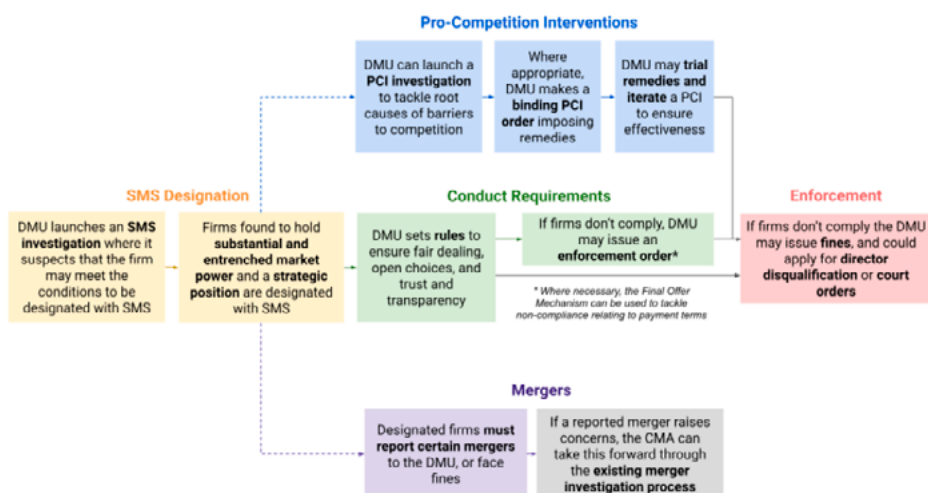 Pro-Competition Interventions
DMU can launch a
PCI investigation
to tackle root
causes of barriers
to competition
Where
appropriate,
DMU makes a
binding PCI
order imposing
remedies
DMU may trial
remedies and
iterate a PCI
to ensure
effectiveness
SMS Designation
DMU launches an SMS
investigation where it
suspects that the firm
may meet the
conditions to be
designated with SMS
Firms found to hold
substantial and
entrenched market
power and a strategic
position are designated
with SMS
Conduct Requirements
DMU sets rules to
ensure fair dealing,
open choices, and
trust and
transparency
If firms don't comply, DMU
may issue an
enforcement order*
* Where necessary, the Final Offer
Mechanism can be used to tackle
non-compliance relating to payment terms
Enforcement
If firms don't comply the DMU
may issue fines, and could
apply for director
disqualification or court
orders
Mergers
Designated firms must
report certain mergers
to the DMU, or face
fines
If a reported merger raises
concerns, the CMA can
take this forward through
the existing merger
investigation process